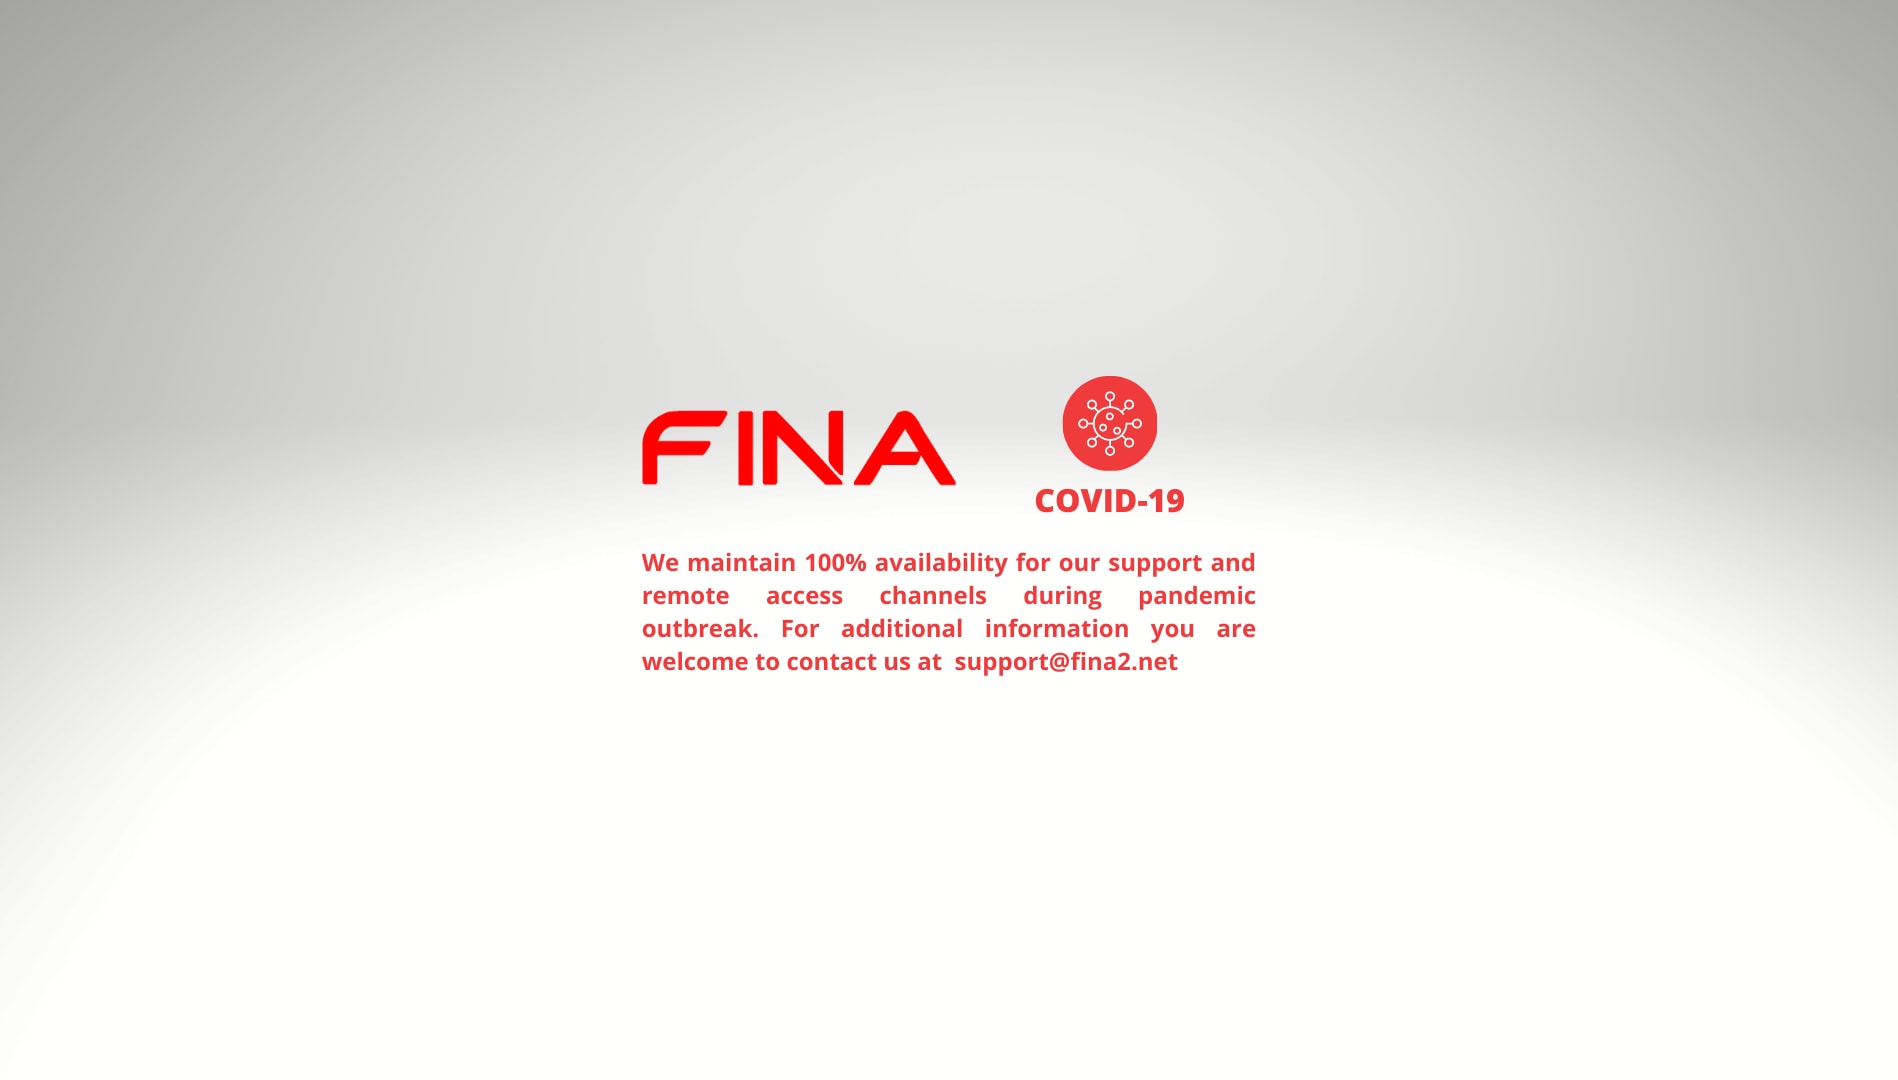 FINA
COVID-19
We maintain 100% availability for our support and
remote access channels during pandemic
outbreak. For additional information you are
welcome to contact us at support@fina2.net